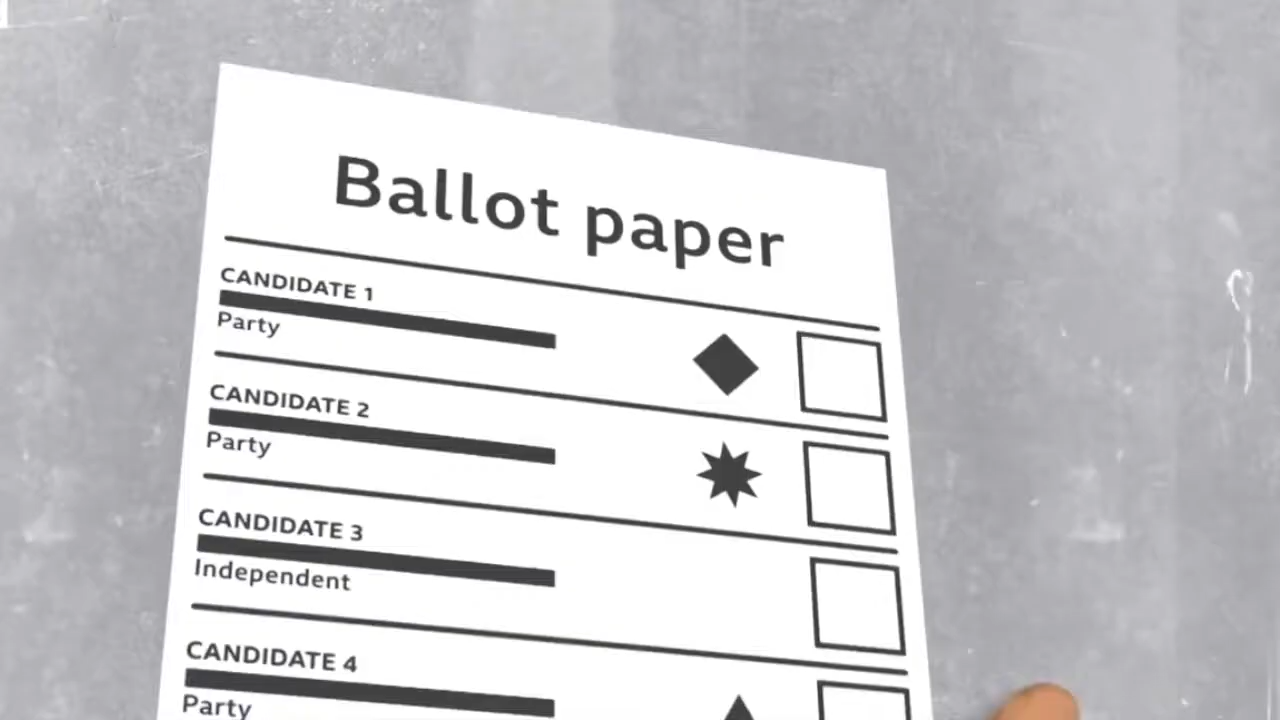 Ballot paper
CANDIDATE 1
Party
CANDIDATE 2
Party
CANDIDATE 3
Independent
CANDIDATE 4
Party